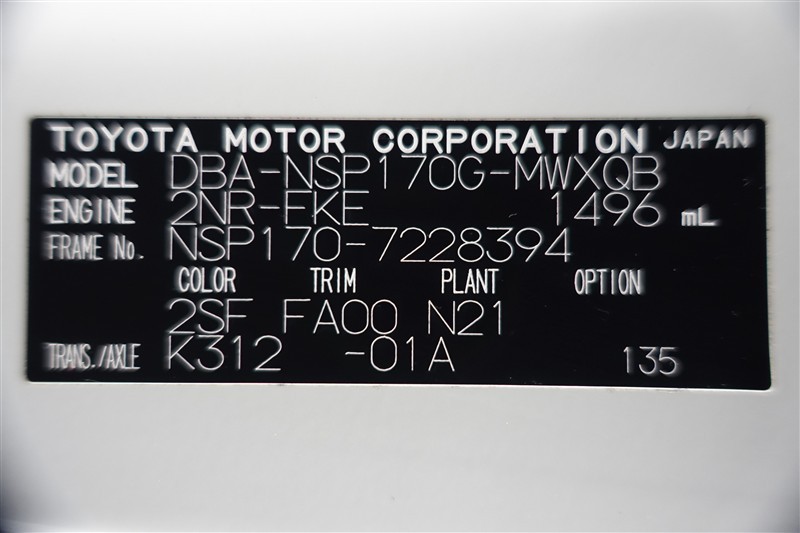 TOYOTA MOTOR CORPORATION JAPAN
MODEL DBA-NSP170G-MWXQB
ENGINE 2NR-FKE 1496 mL
FRAME No. NSP170-7228394
COLOR TRIM PLANT OPTION
2SF FA00 N21
TRANS./AXLE K312 -01A 135